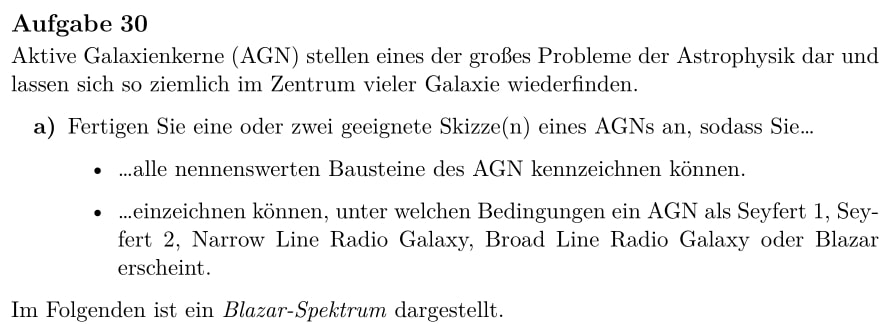 Aufgabe 30
Aktive Galaxienkerne (AGN) stellen eines der großes Probleme der Astrophysik dar und
lassen sich so ziemlich im Zentrum vieler Galaxie wiederfinden.
a) Fertigen Sie eine oder zwei geeignete Skizze(n) eines AGNs an, sodass Sie…
• …alle nennenswerten Bausteine des AGN kennzeichnen können.
• …einzeichnen können, unter welchen Bedingungen ein AGN als Seyfert 1, Sey-
fert 2, Narrow Line Radio Galaxy, Broad Line Radio Galaxy oder Blazar
erscheint.
Im Folgenden ist ein Blazar-Spektrum dargestellt.